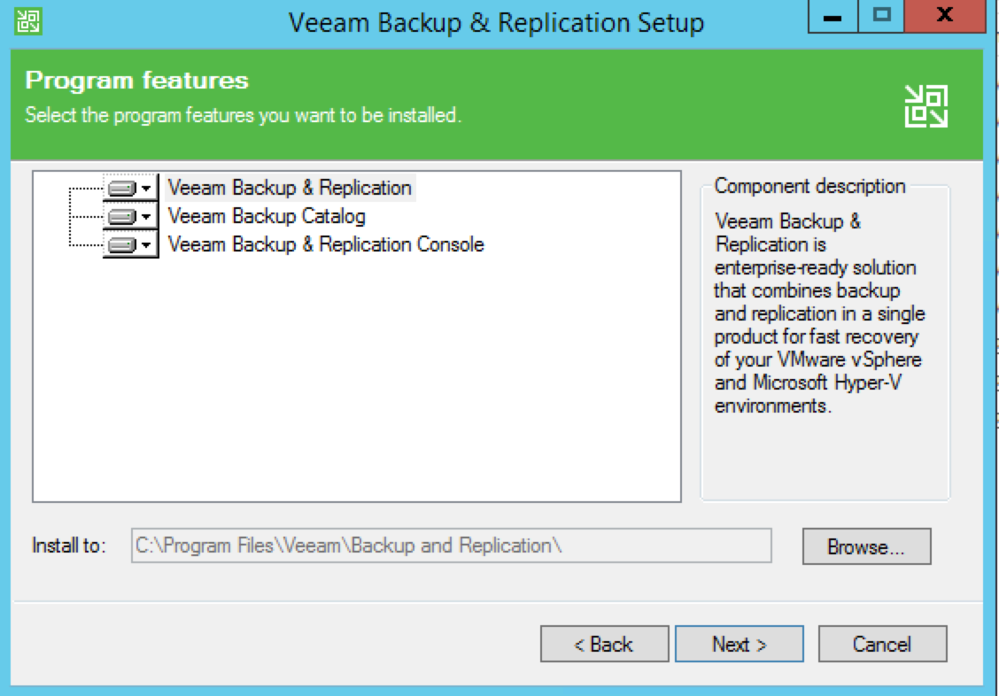 Veeam Backup & Replication Setup
Program features
Select the program features you want to be installed.
Veeam Backup & Replication
Veeam Backup Catalog
Veeam Backup & Replication Console
Component description
Veeam Backup &
Replication is
enterprise-ready solution
that combines backup
and replication in a single
product for fast recovery
of your VMware vSphere
and Microsoft Hyper-V
environments.
Install to:
C:\Program Files\Veeam\Backup and Replication\
Browse...
< Back
Next >
Cancel